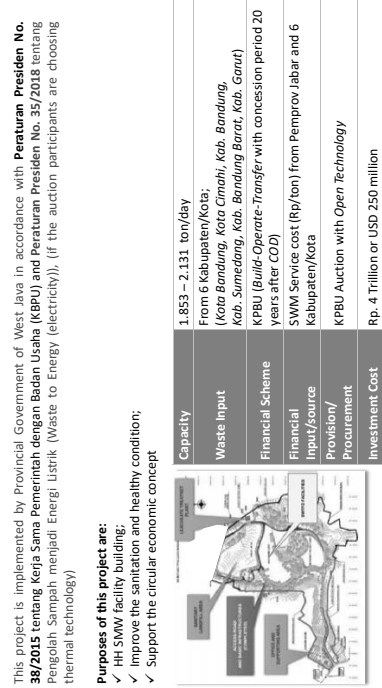 This project is implemented by Provincial Government of West Java in accordance with Peraturan Presiden No.
38/2015 tentang Kerja Sama Pemerintah dengan Badan Usaha (KBPU) and Peraturan Presiden No. 35/2018 tentang
Pengolah Sampah menjadi Energi Listrik (Waste to Energy (electricity)), (if the auction participants are choosing
thermal technology)
Purposes of this project are:
✓ HH SMW facility building;
✓ Improve the sanitation and healthy condition;
✓ Support the circular economic concept
Capacity
1.853 – 2.131 ton/day
Waste Input
From 6 Kabupaten/Kota;
(Kota Bandung, Kota Cimahi, Kab. Bandung,
Kab. Sumedang, Kab. Bandung Barat, Kab. Garut)
Financial Scheme
KPBU (Build-Operate-Transfer with concession period 20
years after COD)
Financial
Input/source
SWM Service cost (Rp/ton) from Pemprov Jabar and 6
Kabupaten/Kota
Provision/
Procurement
KPBU Auction with Open Technology
Investment Cost
Rp. 4 Trillion or USD 250 million